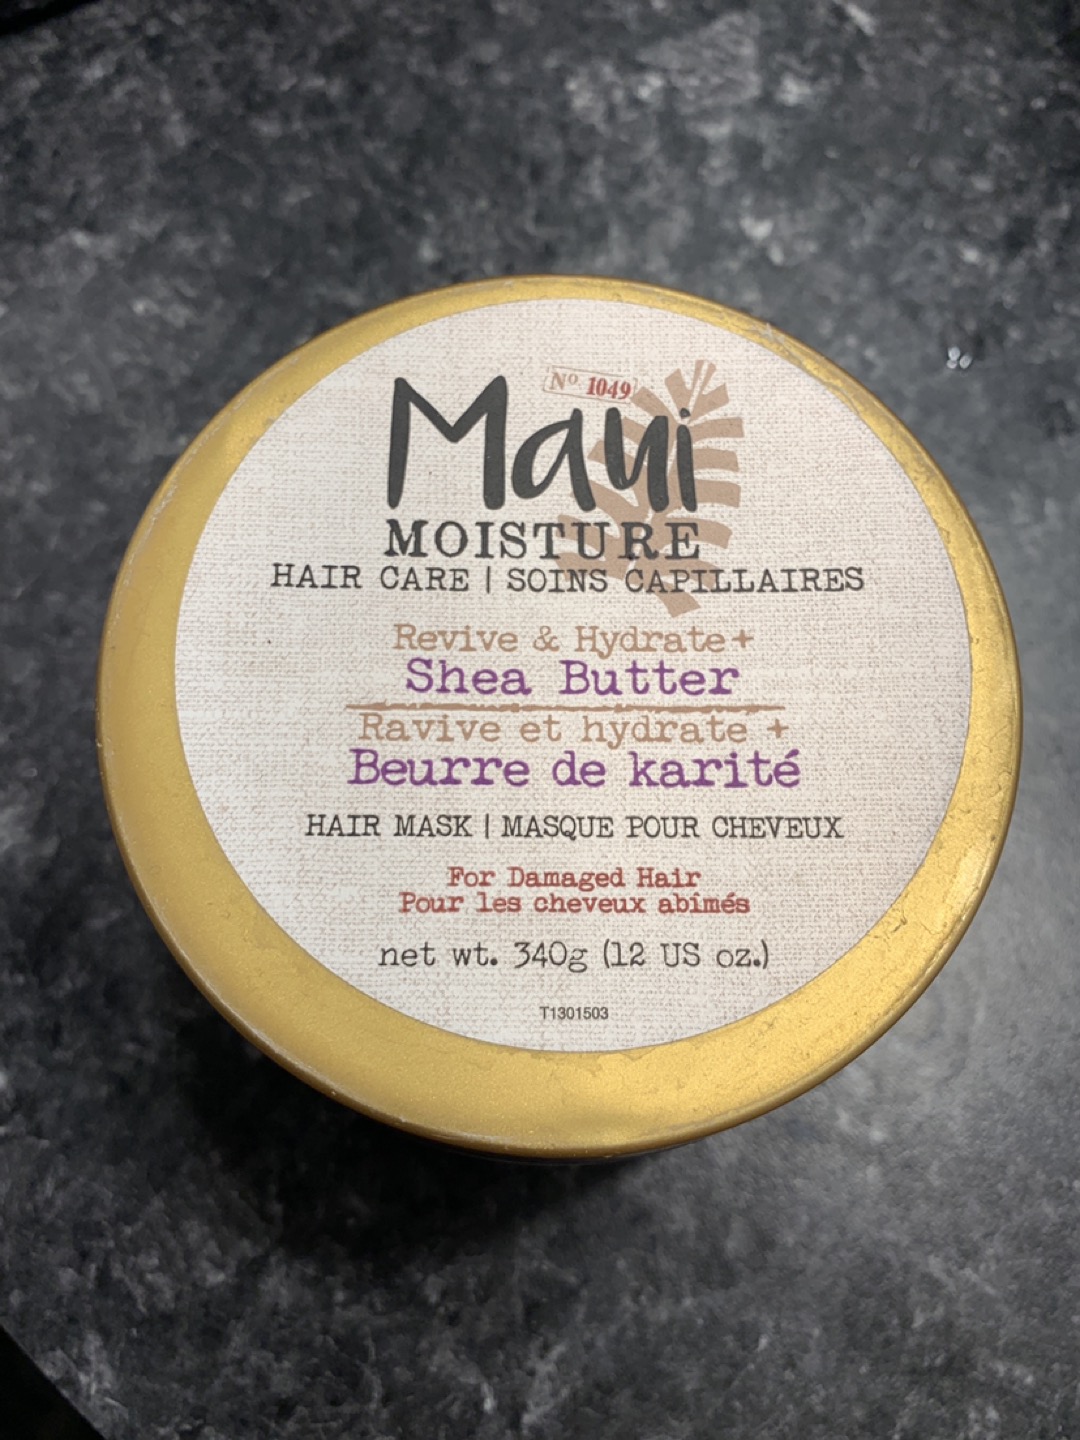 Nº 1049
Maui
MOISTURE
HAIR CARE | SOINS CAPILLAIRES
Revive & Hydrate+
Shea Butter
Ravive et hydrate +
Beurre de karité
HAIR MASK | MASQUE POUR CHEVEUX
For Damaged Hair
Pour les cheveux abîmés
net wt. 340g (12 US oz.)
T1301503